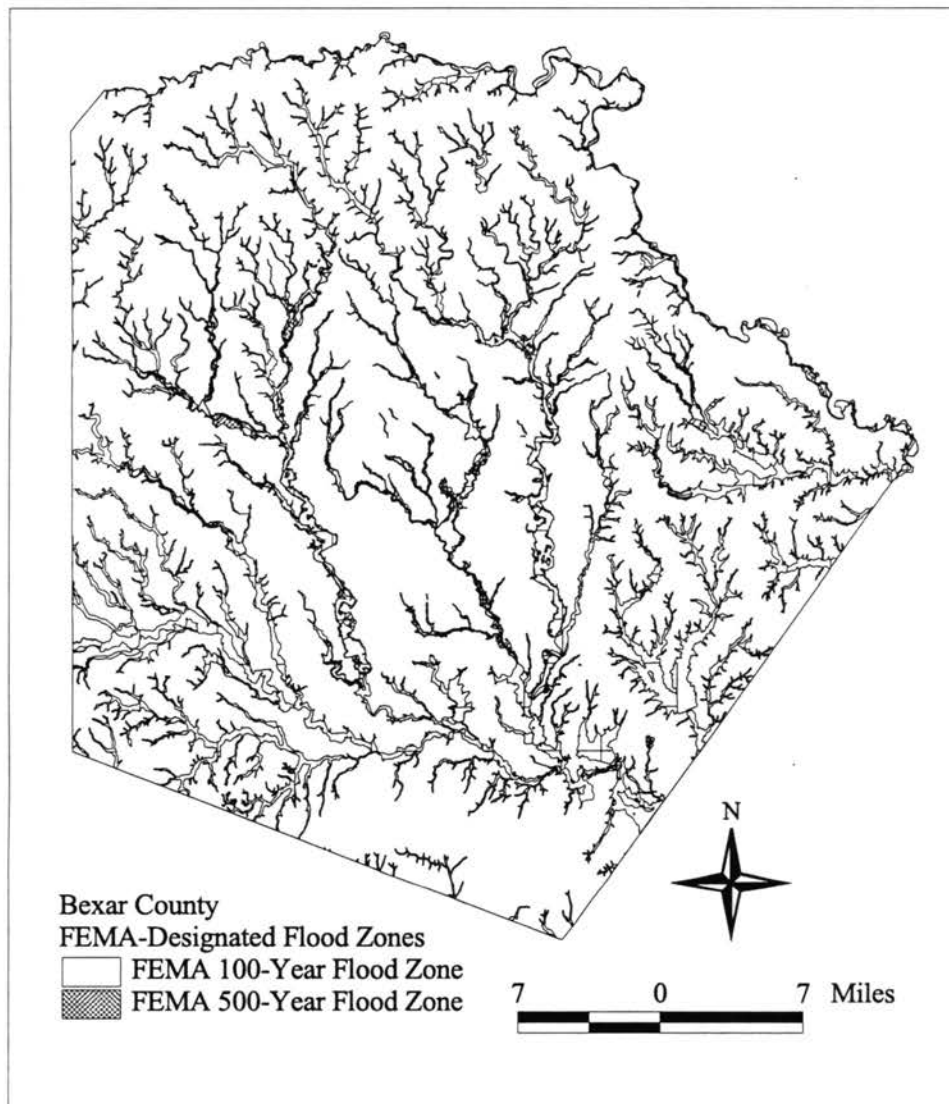 N
Bexar County
FEMA-Designated Flood Zones
FEMA 100-Year Flood Zone
FEMA 500-Year Flood Zone
7 0 7 Miles